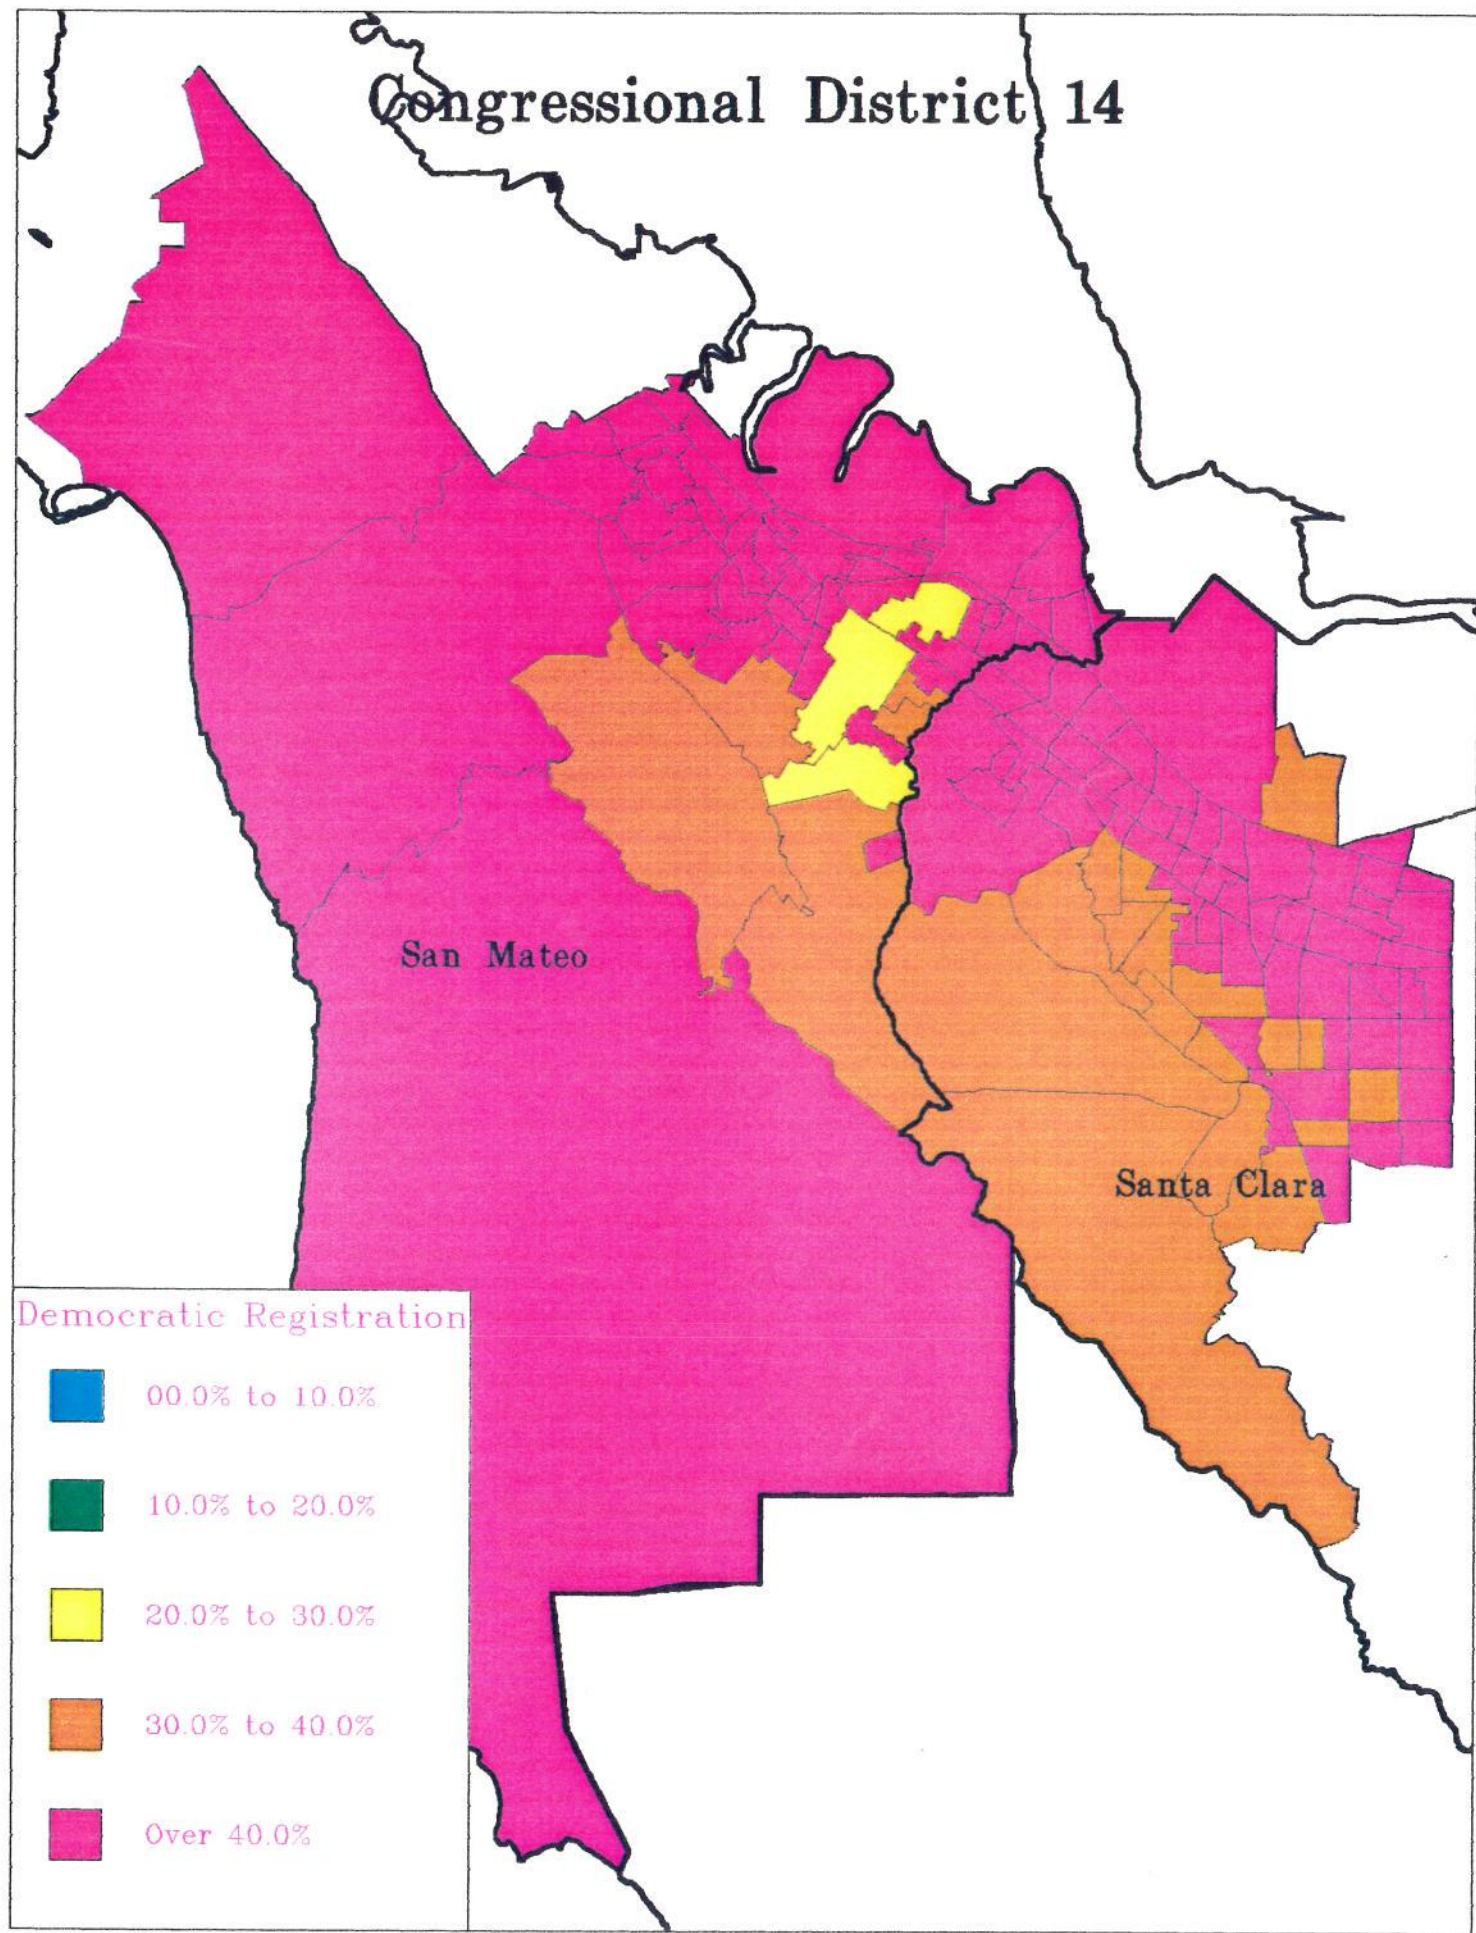 Congressional District 14
San Mateo
Santa Clara
Democratic Registration
00.0% to 10.0%
10.0% to 20.0%
20.0% to 30.0%
30.0% to 40.0%
Over 40.0%